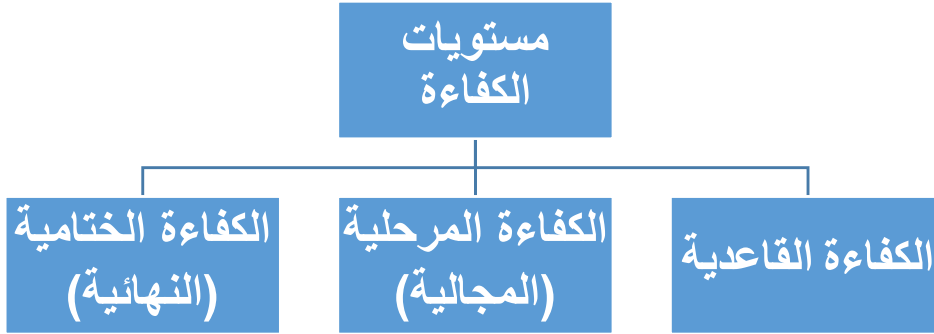 مستويات
الكفاءة
الكفاءة القاعدية
الكفاءة المرحلية
(المجالية)
الكفاءة الختامية
(النهائية)